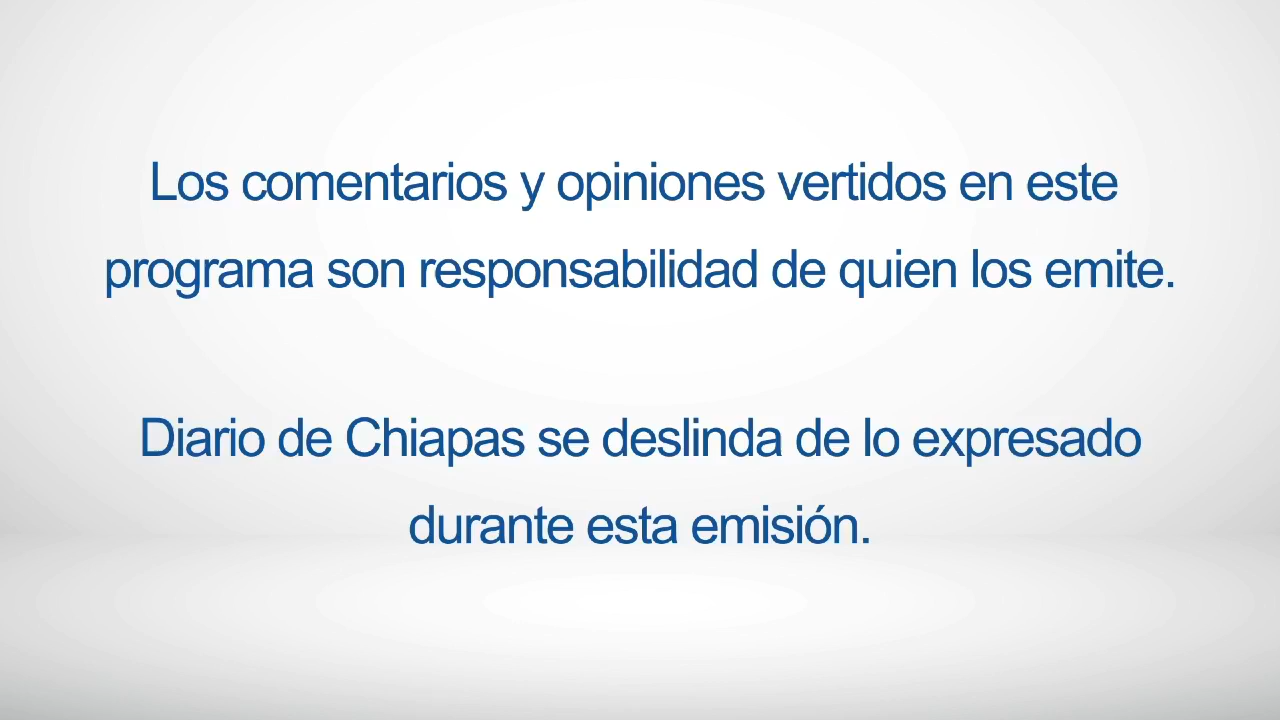 Los comentarios y opiniones vertidos en este
programa son responsabilidad de quien los emite.
Diario de Chiapas se deslinda de lo expresado
durante esta emisión.